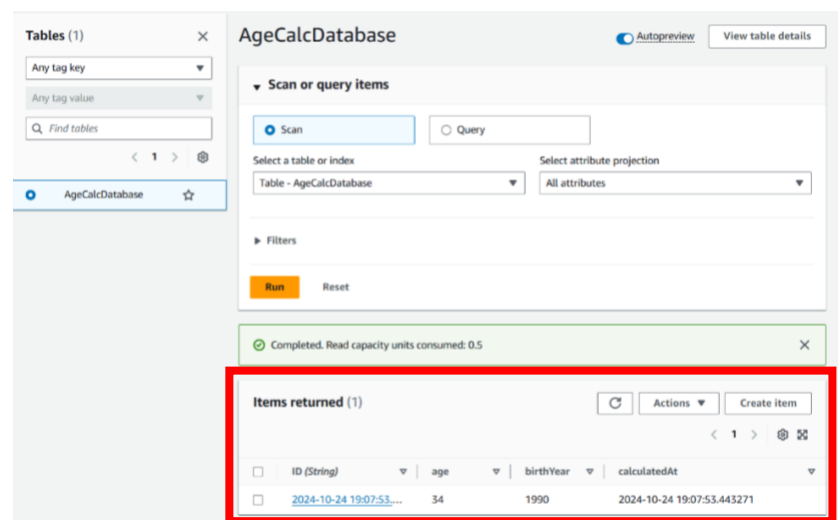 Tables (1)
Any tag key
Any tag value
Find tables
< 1 >
AgeCalcDatabase
AgeCalcDatabase
Autopreview
View table details
Scan or query items
Scan
Query
Select a table or index
Select attribute projection
Table - AgeCalcDatabase
All attributes
Filters
Run
Reset
Completed. Read capacity units consumed: 0.5
Items returned (1)
Actions
Create item
< 1 >
ID (String)
age
birthYear
calculatedAt
2024-10-24 19:07:53....
34
1990
2024-10-24 19:07:53.443271